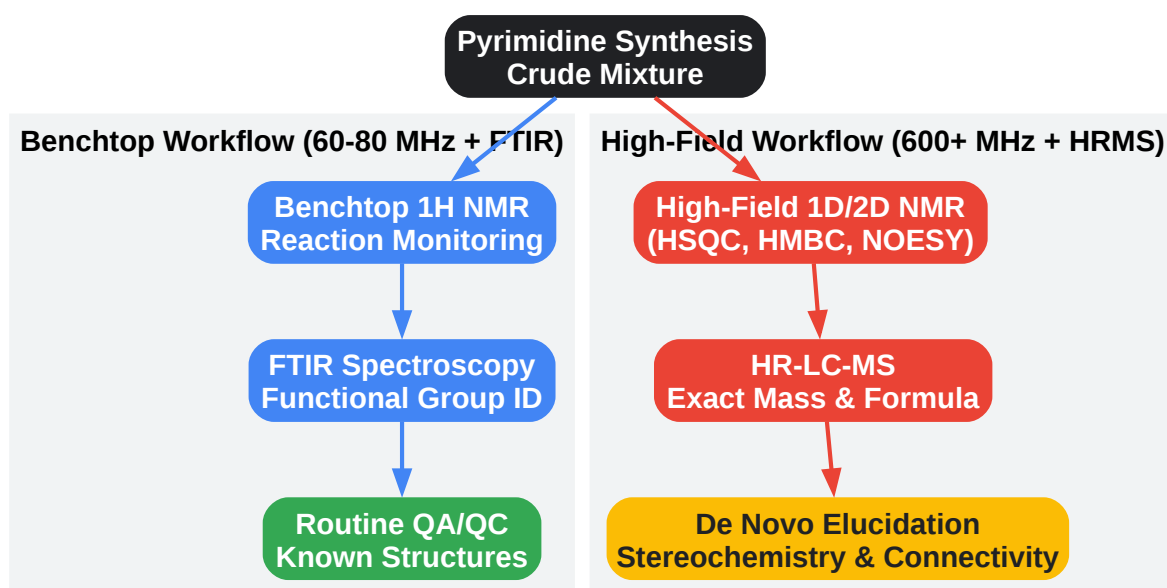 Pyrimidine Synthesis
Crude Mixture
Benchtop Workflow (60-80 MHz + FTIR)
Benchtop 1H NMR
Reaction Monitoring
FTIR Spectroscopy
Functional Group ID
Routine QA/QC
Known Structures
High-Field Workflow (600+ MHz + HRMS)
High-Field 1D/2D NMR
(HSQC, HMBC, NOESY)
HR-LC-MS
Exact Mass & Formula
De Novo Elucidation
Stereochemistry & Connectivity